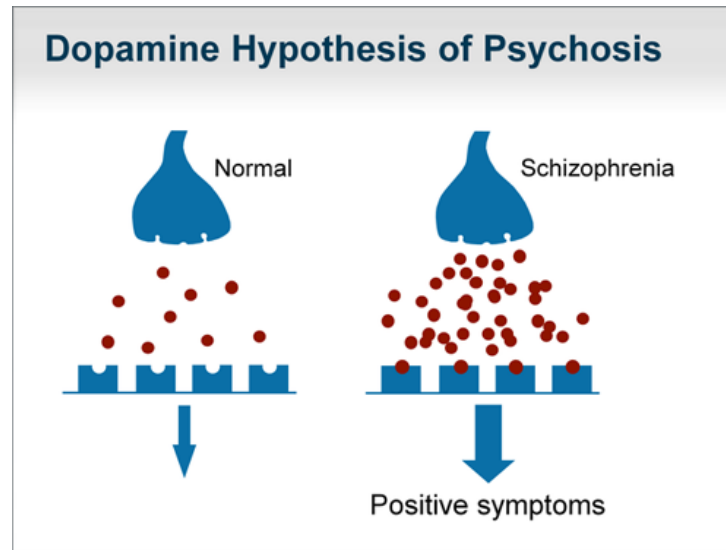 Dopamine Hypothesis of Psychosis
Normal
Schizophrenia
Positive symptoms